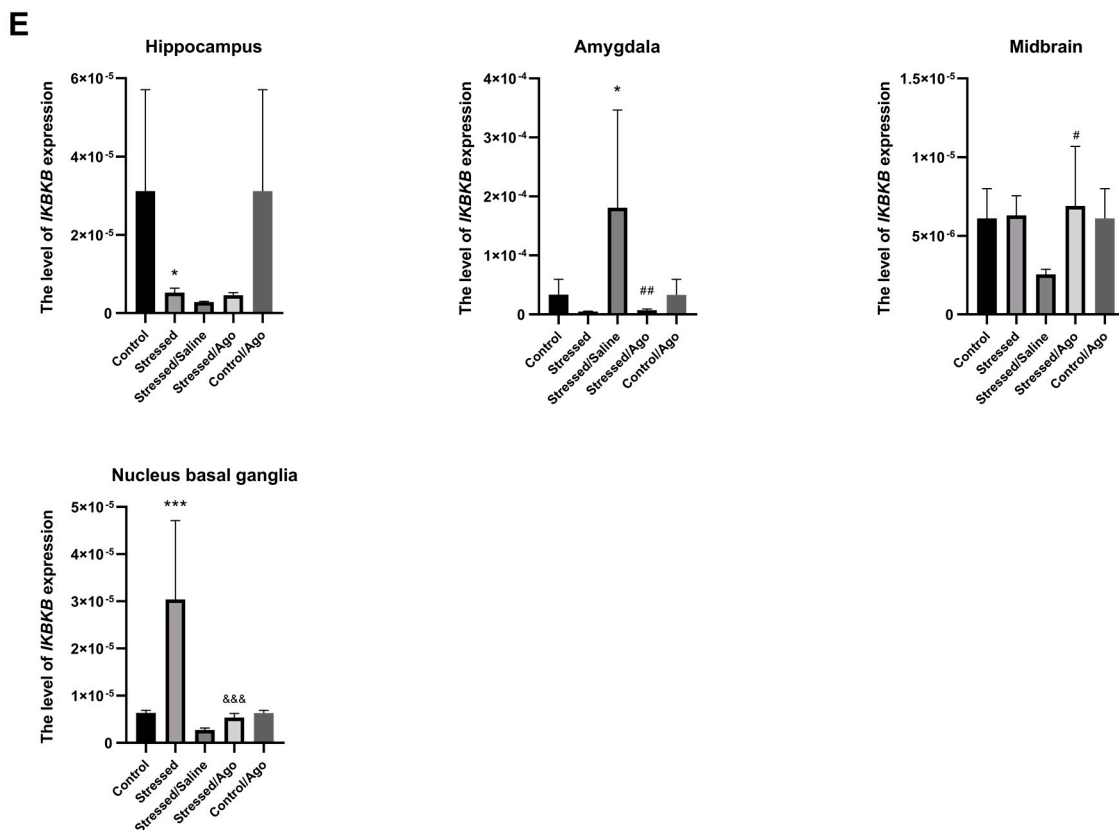 E
Hippocampus
The level of IKBKB expression
6×10⁻⁵
4×10⁻⁵
2×10⁻⁵
0
*
Control
Stressed
Stressed/Saline
Stressed/Ago
Control/Ago
Amygdala
The level of IKBKB expression
4×10⁻⁴
3×10⁻⁴
2×10⁻⁴
1×10⁻⁴
0
*
##
Control
Stressed
Stressed/Saline
Stressed/Ago
Control/Ago
Midbrain
The level of IKBKB expression
1.5×10⁻⁵
1×10⁻⁵
5×10⁻⁶
0
#
Control
Stressed
Stressed/Saline
Stressed/Ago
Control/Ago
Nucleus basal ganglia
The level of IKBKB expression
5×10⁻⁵
4×10⁻⁵
3×10⁻⁵
2×10⁻⁵
1×10⁻⁵
0
***
&&&
Control
Stressed
Stressed/Saline
Stressed/Ago
Control/Ago